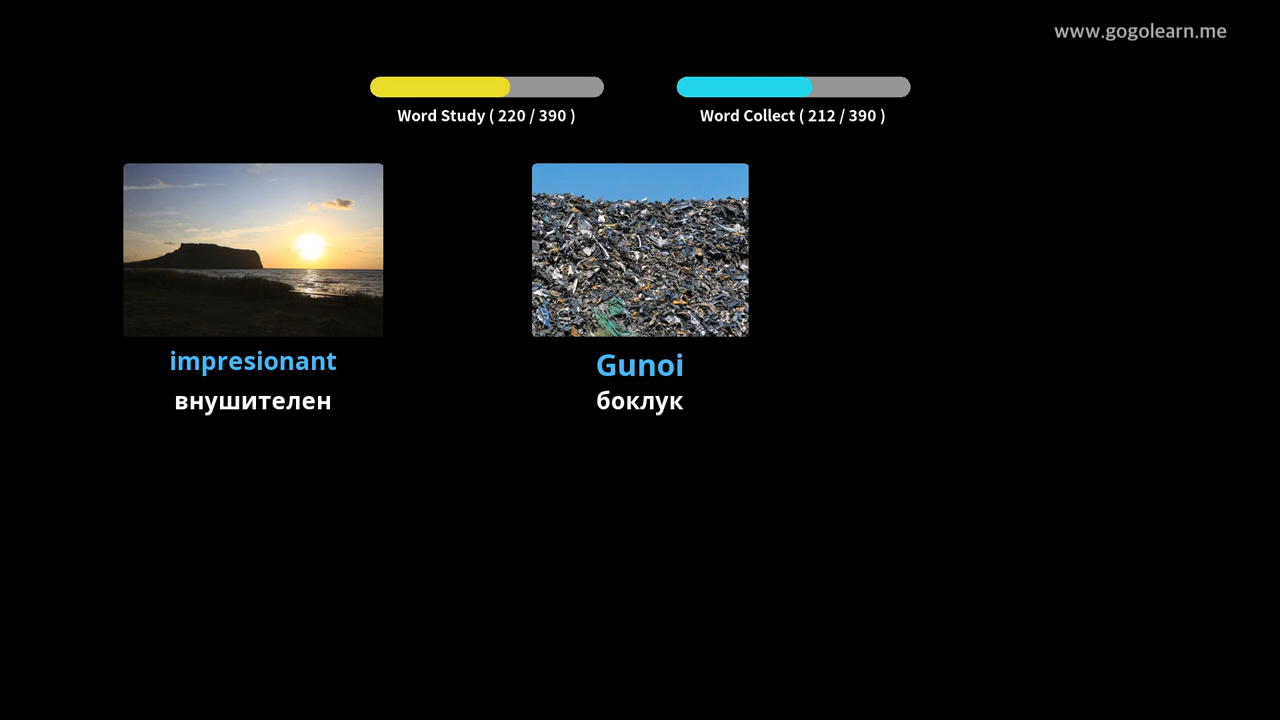 www.gogolearn.me
Word Study ( 220 / 390 )
Word Collect ( 212 / 390 )
impresionant
внушителен
Gunoi
боклук